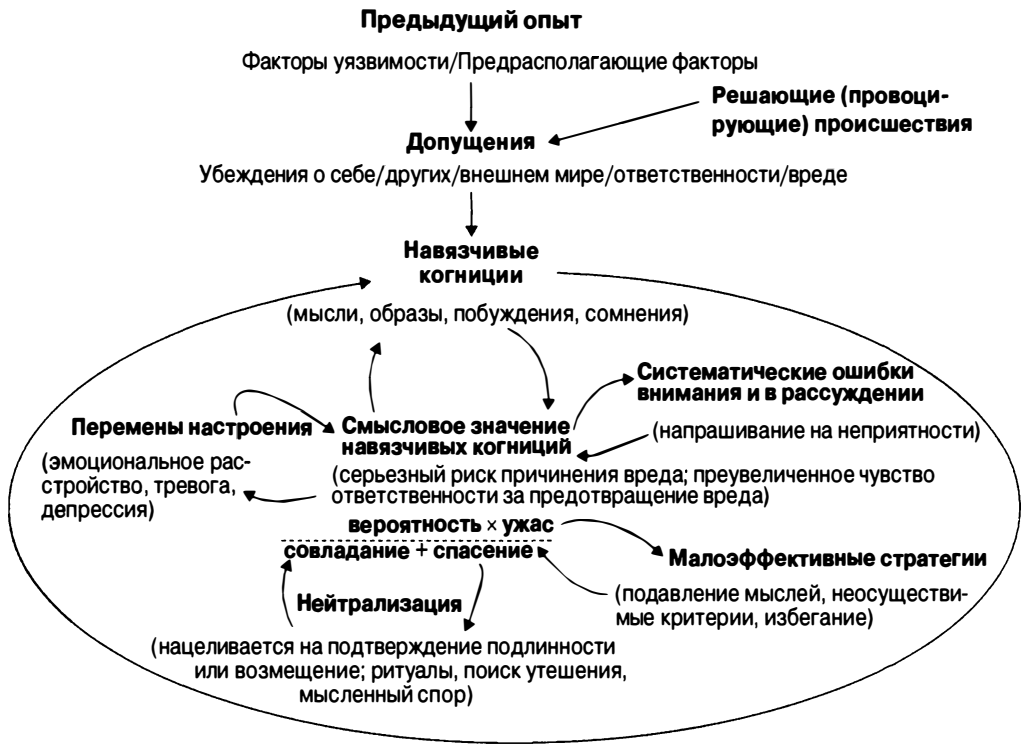 Предыдущий опыт
Факторы уязвимости/Предрасполагающие факторы
Решающие (провоци-
рующие) происшествия
Допущения
Убеждения о себе/других/внешнем мире/ответственности/вреде
Навязчивые
когниции
(мысли, образы, побуждения, сомнения)
Систематические ошибки
внимания и в рассуждении
(напрашивание на неприятности)
Перемены настроения
(эмоциональное рас-
стройство, тревога,
депрессия)
Смысловое значение
навязчивых когниций
(серьезный риск причинения вреда; преувеличенное чувство
ответственности за предотвращение вреда)
вероятность × ужас
совладание + спасение
Малоэффективные стратегии
(подавление мыслей, неосуществи-
мые критерии, избегание)
Нейтрализация
(нацеливается на подтверждение подлинности
или возмещение; ритуалы, поиск утешения,
мысленный спор)